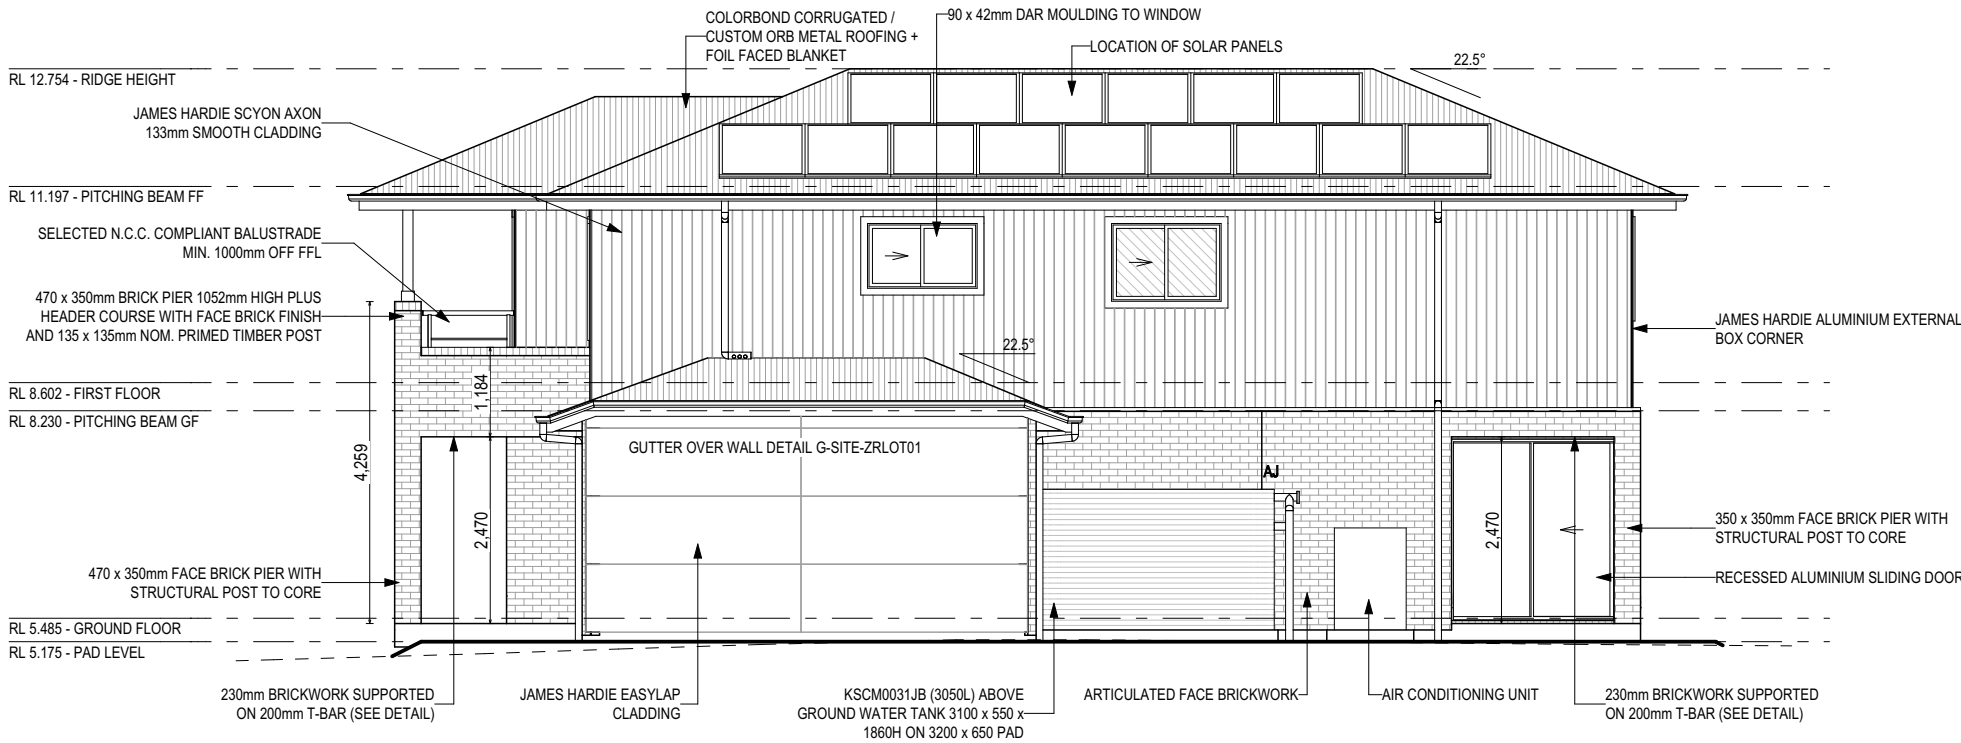 COLORBOND CORRUGATED /
CUSTOM ORB METAL ROOFING +
FOIL FACED BLANKET
90 x 42mm DAR MOULDING TO WINDOW
LOCATION OF SOLAR PANELS
22.5°
RL 12.754 - RIDGE HEIGHT
JAMES HARDIE SCYON AXON
133mm SMOOTH CLADDING
RL 11.197 - PITCHING BEAM FF
SELECTED N.C.C. COMPLIANT BALUSTRADE
MIN. 1000mm OFF FFL
470 x 350mm BRICK PIER 1052mm HIGH PLUS
HEADER COURSE WITH FACE BRICK FINISH
AND 135 x 135mm NOM. PRIMED TIMBER POST
JAMES HARDIE ALUMINIUM EXTERNAL
BOX CORNER
22.5°
RL 8.602 - FIRST FLOOR
1,184
RL 8.230 - PITCHING BEAM GF
GUTTER OVER WALL DETAIL G-SITE-ZRLOT01
4,259
AJ
2,470
2,470
350 x 350mm FACE BRICK PIER WITH
STRUCTURAL POST TO CORE
470 x 350mm FACE BRICK PIER WITH
STRUCTURAL POST TO CORE
RECESSED ALUMINIUM SLIDING DOOR
RL 5.485 - GROUND FLOOR
RL 5.175 - PAD LEVEL
230mm BRICKWORK SUPPORTED
ON 200mm T-BAR (SEE DETAIL)
JAMES HARDIE EASYLAP
CLADDING
KSCM0031JB (3050L) ABOVE
GROUND WATER TANK 3100 x 550 x
1860H ON 3200 x 650 PAD
ARTICULATED FACE BRICKWORK
AIR CONDITIONING UNIT
230mm BRICKWORK SUPPORTED
ON 200mm T-BAR (SEE DETAIL)